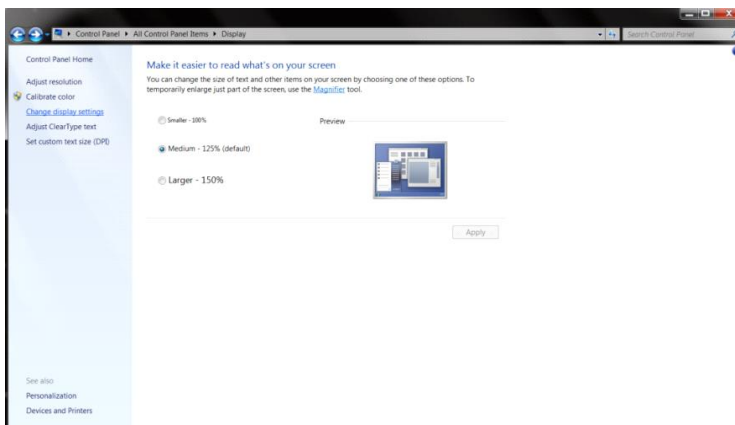 Control Panel ▸ All Control Panel Items ▸ Display
Search Control Panel
Control Panel Home
Adjust resolution
Calibrate color
Change display settings
Adjust ClearType text
Set custom text size (DPI)
Make it easier to read what's on your screen
You can change the size of text and other items on your screen by choosing one of these options. To
temporarily enlarge just part of the screen, use the Magnifier tool.
Smaller - 100%
Preview
Medium - 125% (default)
Larger - 150%
Apply
See also
Personalization
Devices and Printers